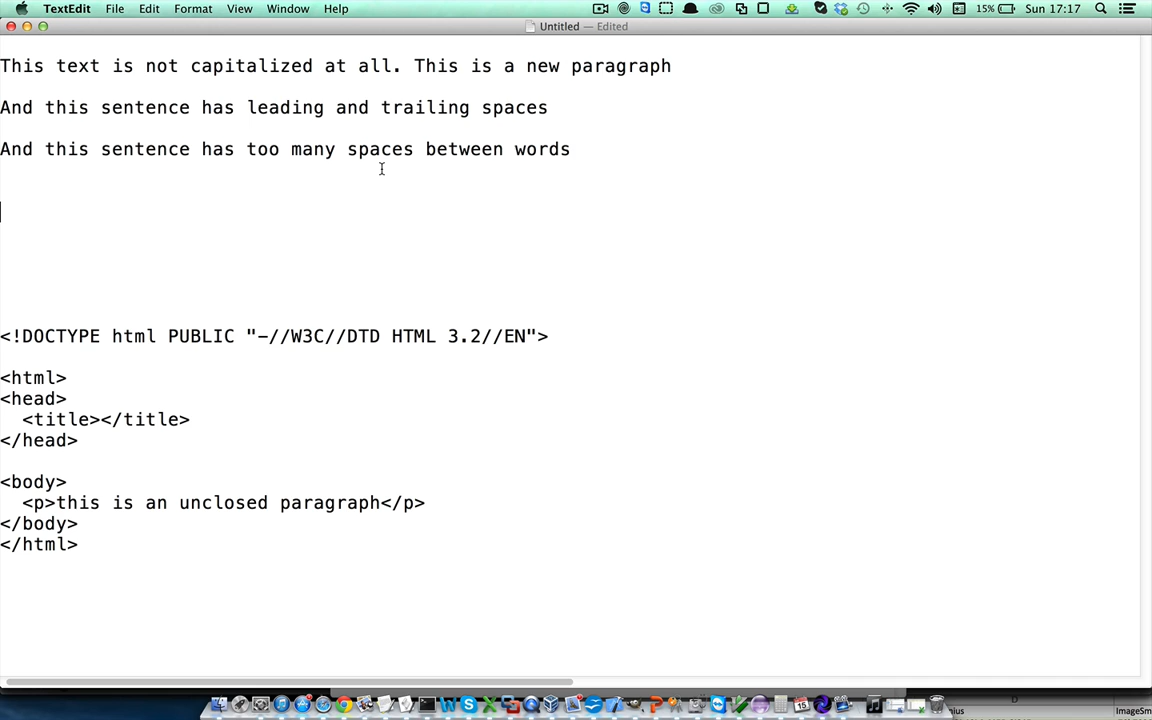 TextEdit File Edit Format View Window Help 15% Sun 17:17
Untitled — Edited
This text is not capitalized at all. This is a new paragraph
And this sentence has leading and trailing spaces
And this sentence has too many spaces between words
<!DOCTYPE html PUBLIC "-//W3C//DTD HTML 3.2//EN">
<html>
<head>
<title></title>
</head>
<body>
<p>this is an unclosed paragraph</p>
</body>
</html>